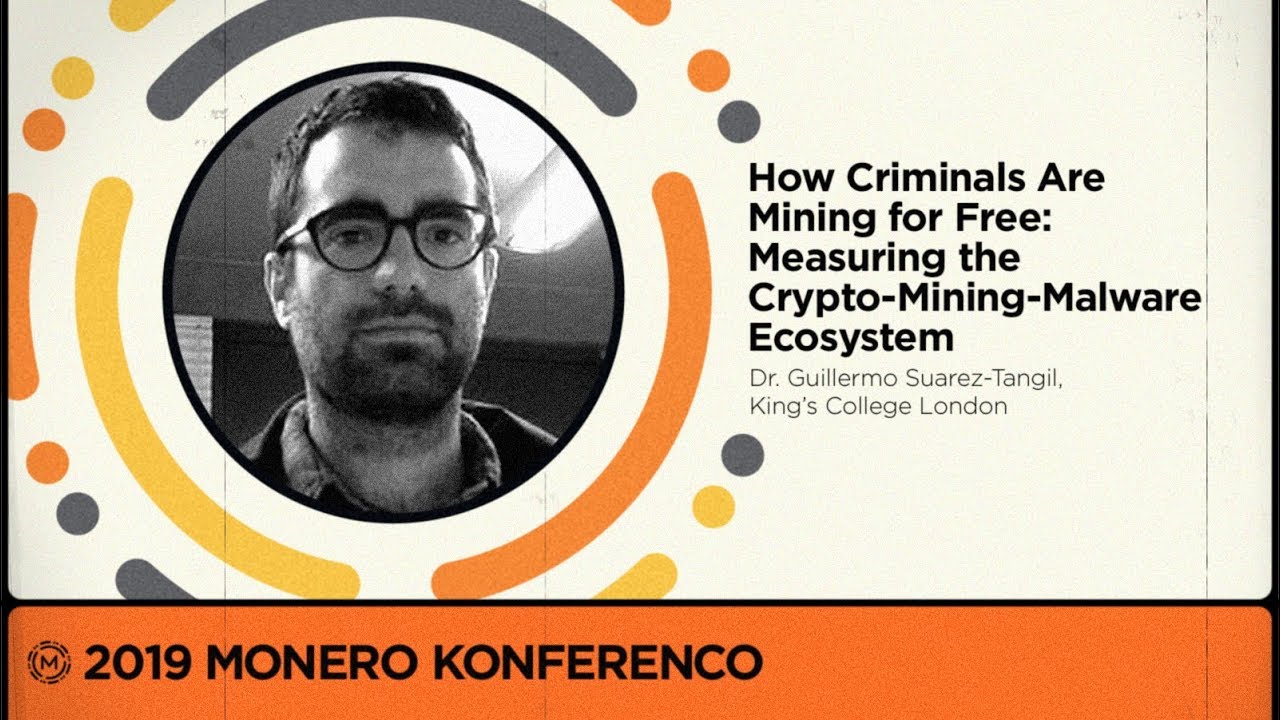 How Criminals Are
Mining for Free:
Measuring the
Crypto-Mining-Malware
Ecosystem
Dr. Guillermo Suarez-Tangil,
King's College London
M 2019 MONERO KONFERENCO